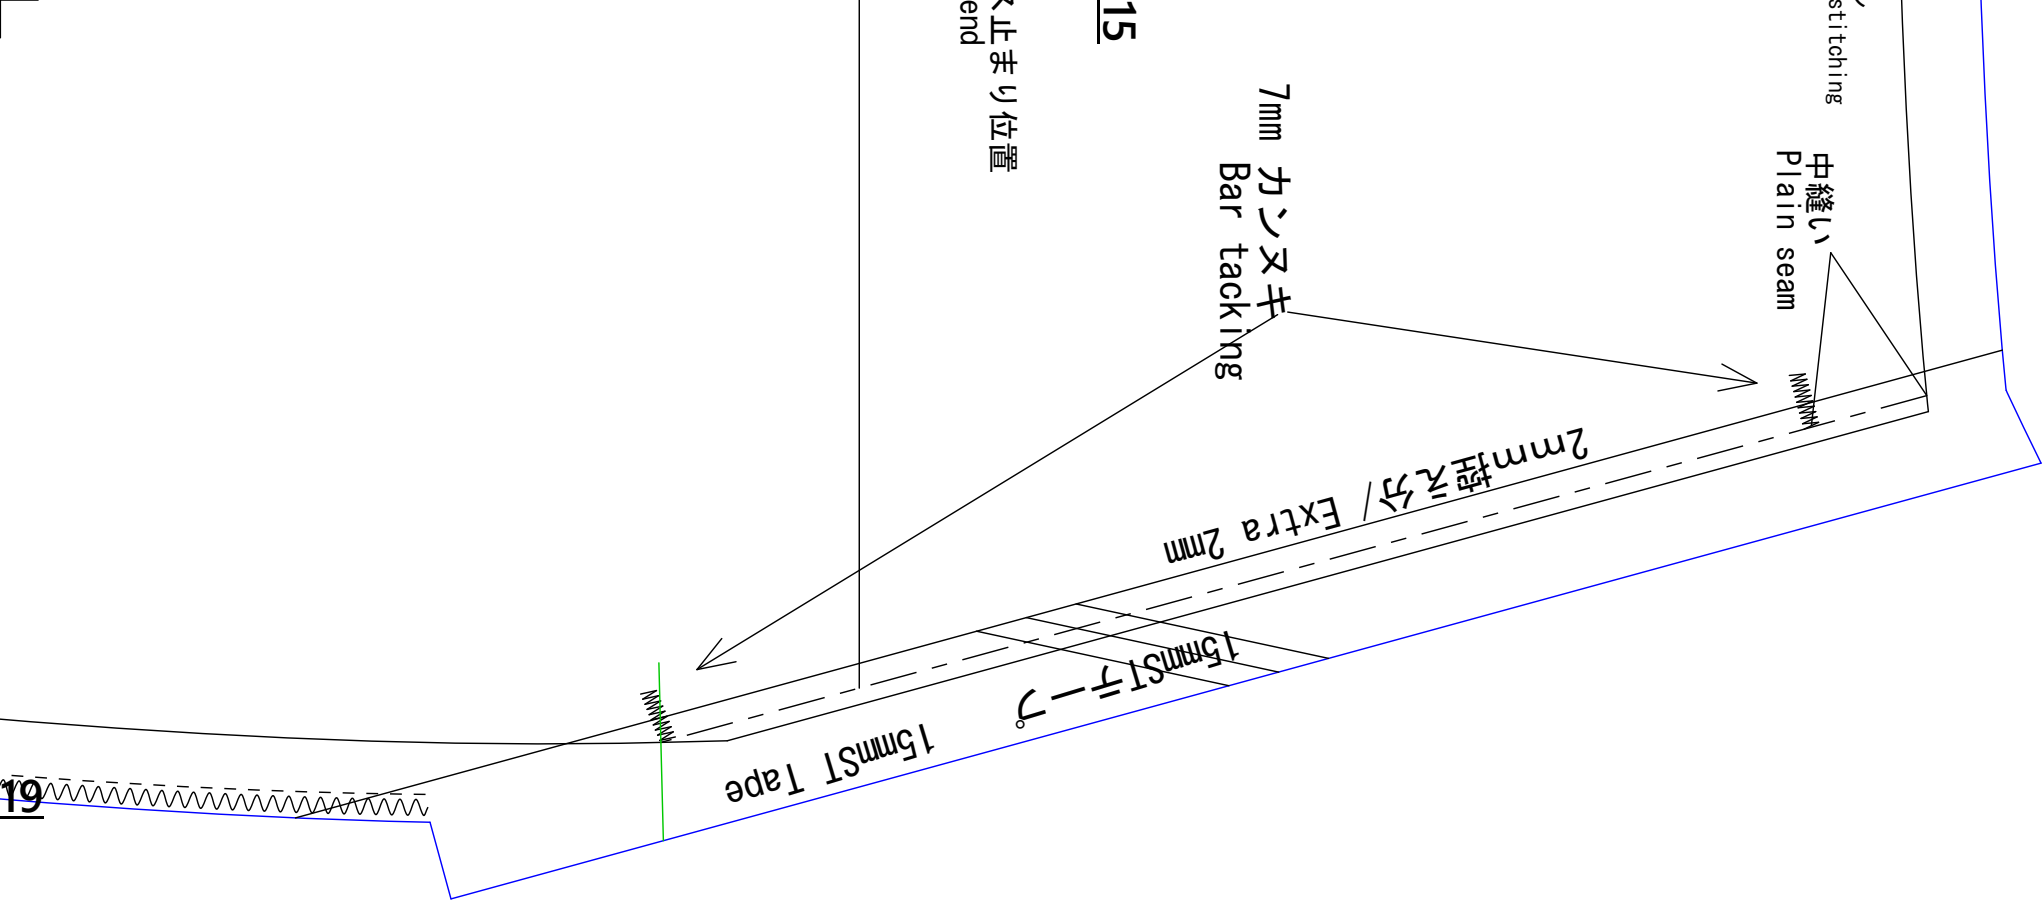 止まり位置
end
15
7mm カンヌキ
Bar tacking
stitching
中縫い
Plain seam
2mm控え分/ Extra 2mm
15mmSTテープ
15mmST Tape
19